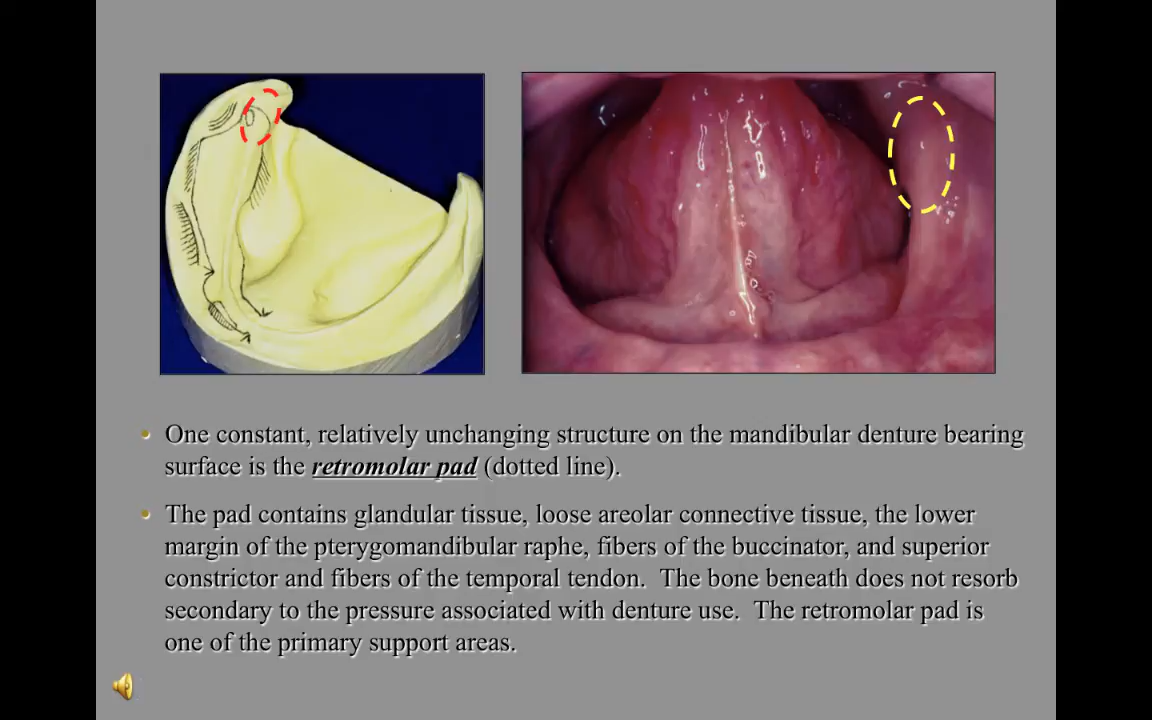 • One constant, relatively unchanging structure on the mandibular denture bearing
surface is the retromolar pad (dotted line).
• The pad contains glandular tissue, loose areolar connective tissue, the lower
margin of the pterygomandibular raphe, fibers of the buccinator, and superior
constrictor and fibers of the temporal tendon. The bone beneath does not resorb
secondary to the pressure associated with denture use. The retromolar pad is
one of the primary support areas.